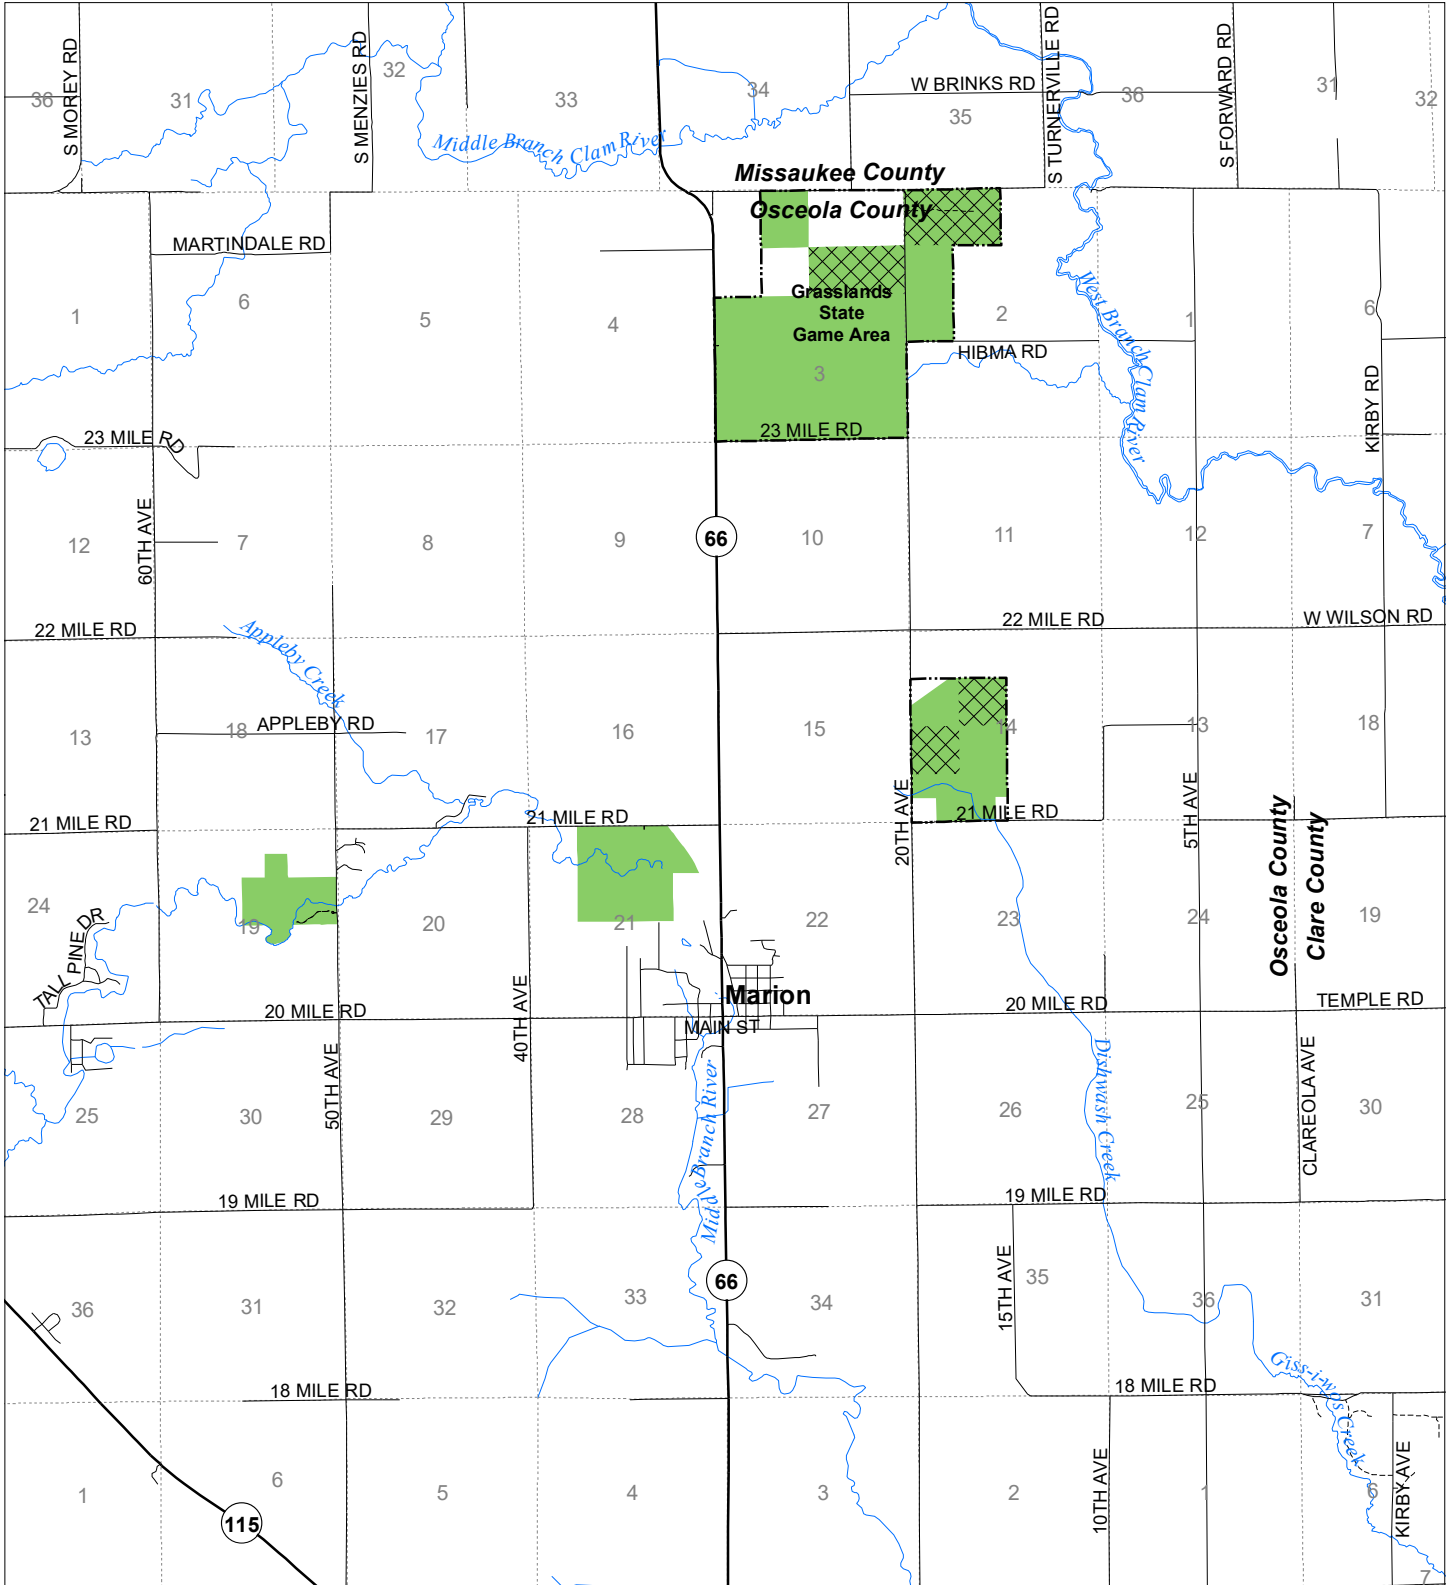 S MOREY RD
S MENZIES RD
S TURNERVILLE RD
S FORWARD RD
36
31
32
33
34
W BRINKS RD
35
36
31
32
Middle Branch Clam River
Missaukee County
Osceola County
MARTINDALE RD
Grasslands
State
Game Area
West Branch Clam River
1
6
5
4
3
2
1
6
HIBMA RD
KIRBY RD
23 MILE RD
23 MILE RD
60TH AVE
12
7
8
9
66
10
11
12
7
22 MILE RD
22 MILE RD
W WILSON RD
Appleby Creek
13
18
APPLEBY RD
17
16
15
14
13
18
21 MILE RD
21 MILE RD
20TH AVE
21 MILE RD
5TH AVE
Osceola County
Clare County
24
19
20
21
22
23
24
19
TALL PINE DR
20 MILE RD
40TH AVE
Marion
MAIN ST
20 MILE RD
TEMPLE RD
50TH AVE
Middle Branch River
Dishwash Creek
CLAREOLA AVE
25
30
29
28
27
26
25
30
19 MILE RD
19 MILE RD
66
15TH AVE
36
31
32
33
34
35
36
31
18 MILE RD
18 MILE RD
Giss-i-was Creek
1
6
5
4
3
2
10TH AVE
1
6
KIRBY AVE
115
7